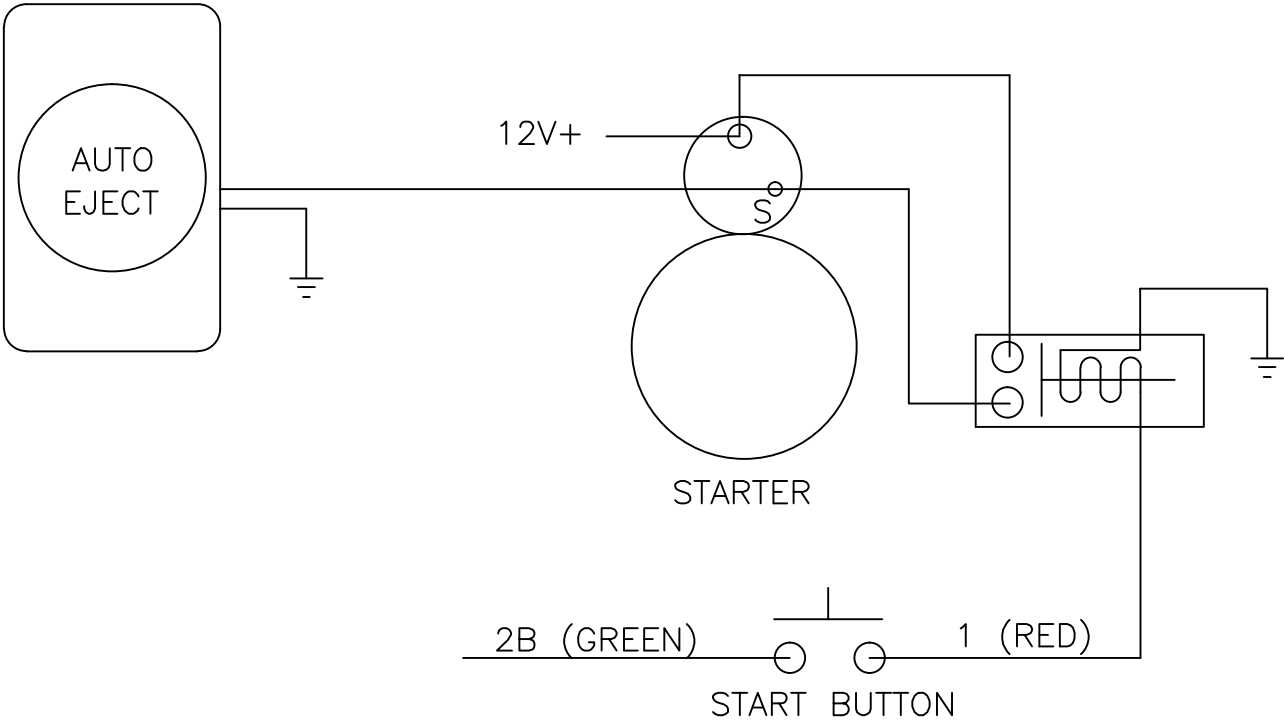 12V+
AUTO
EJECT
S
STARTER
2B (GREEN)
1 (RED)
START BUTTON